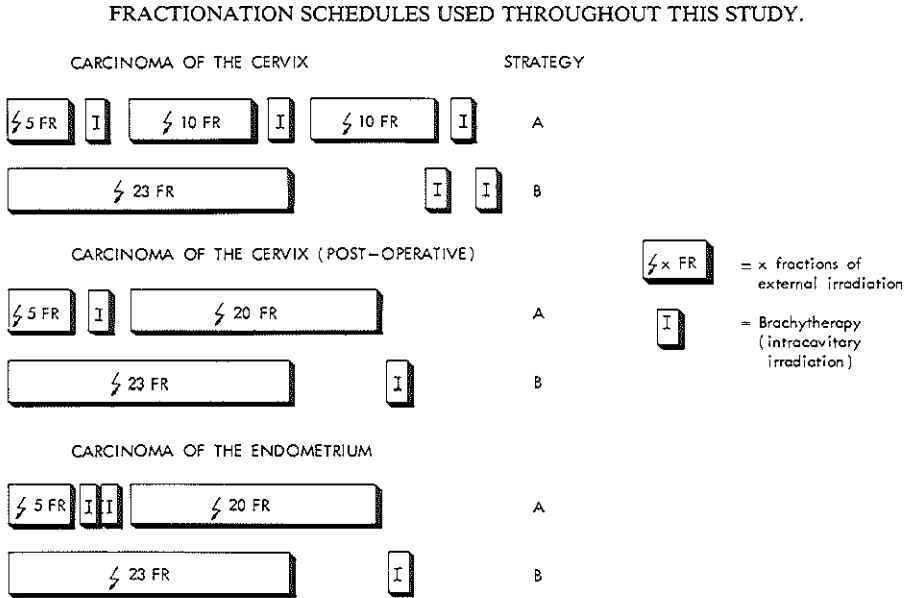 FRACTIONATION SCHEDULES USED THROUGHOUT THIS STUDY.
CARCINOMA OF THE CERVIX STRATEGY
5 FR I 10 FR I 10 FR I A
23 FR I I B
CARCINOMA OF THE CERVIX (POST-OPERATIVE)
5 FR I 20 FR A
23 FR I B
CARCINOMA OF THE ENDOMETRIUM
5 FR I I 20 FR A
23 FR I B
x FR = x fractions of
external irradiation
I = Brachytherapy
(intracavitary
irradiation)